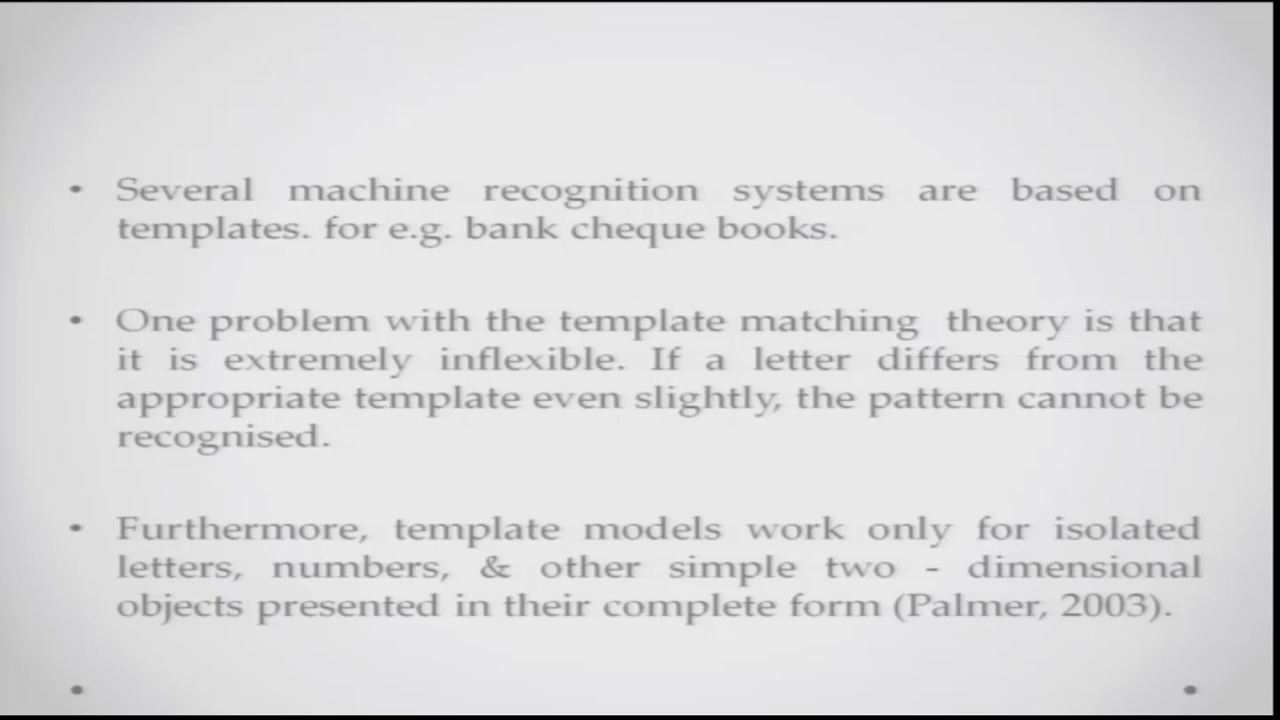 • Several machine recognition systems are based on
templates. for e.g. bank cheque books.
• One problem with the template matching theory is that
it is extremely inflexible. If a letter differs from the
appropriate template even slightly, the pattern cannot be
recognised.
• Furthermore, template models work only for isolated
letters, numbers, & other simple two - dimensional
objects presented in their complete form (Palmer, 2003).